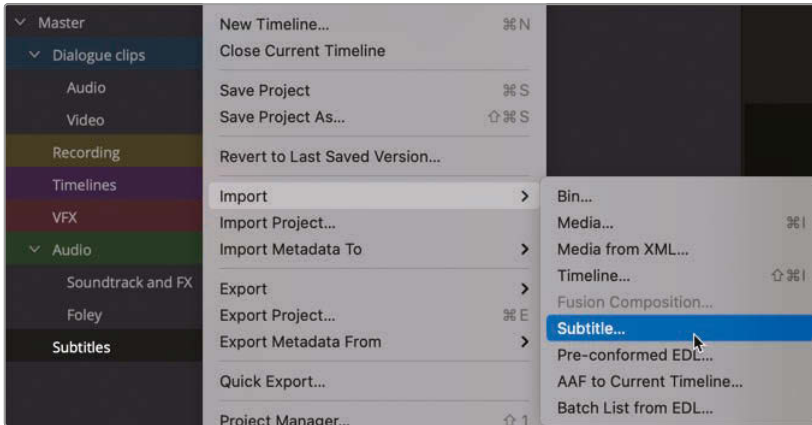 Master
Dialogue clips
Audio
Video
Recording
Timelines
VFX
Audio
Soundtrack and FX
Foley
Subtitles
New Timeline... ⌘ N
Close Current Timeline
Save Project ⌘ S
Save Project As... ⇧ ⌘ S
Revert to Last Saved Version...
Import
Import Project...
Import Metadata To
Export
Export Project... ⌘ E
Export Metadata From
Quick Export...
Project Manager... ⇧ 1
Bin...
Media... ⌘I
Media from XML...
Timeline... ⇧ ⌘I
Fusion Composition...
Subtitle...
Pre-conformed EDL...
AAF to Current Timeline...
Batch List from EDL...